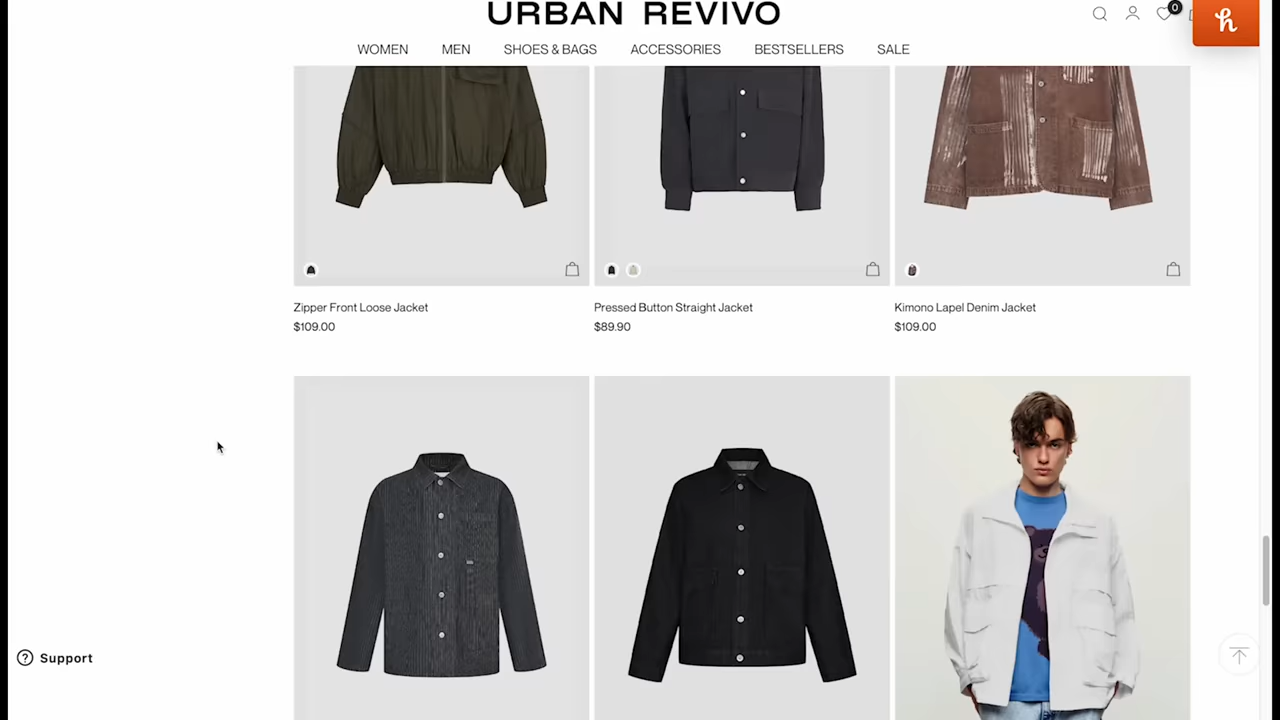 URBAN REVIVO
0
h
WOMEN MEN SHOES & BAGS ACCESSORIES BESTSELLERS SALE
Zipper Front Loose Jacket Pressed Button Straight Jacket Kimono Lapel Denim Jacket
$109.00 $89.90 $109.00
Support